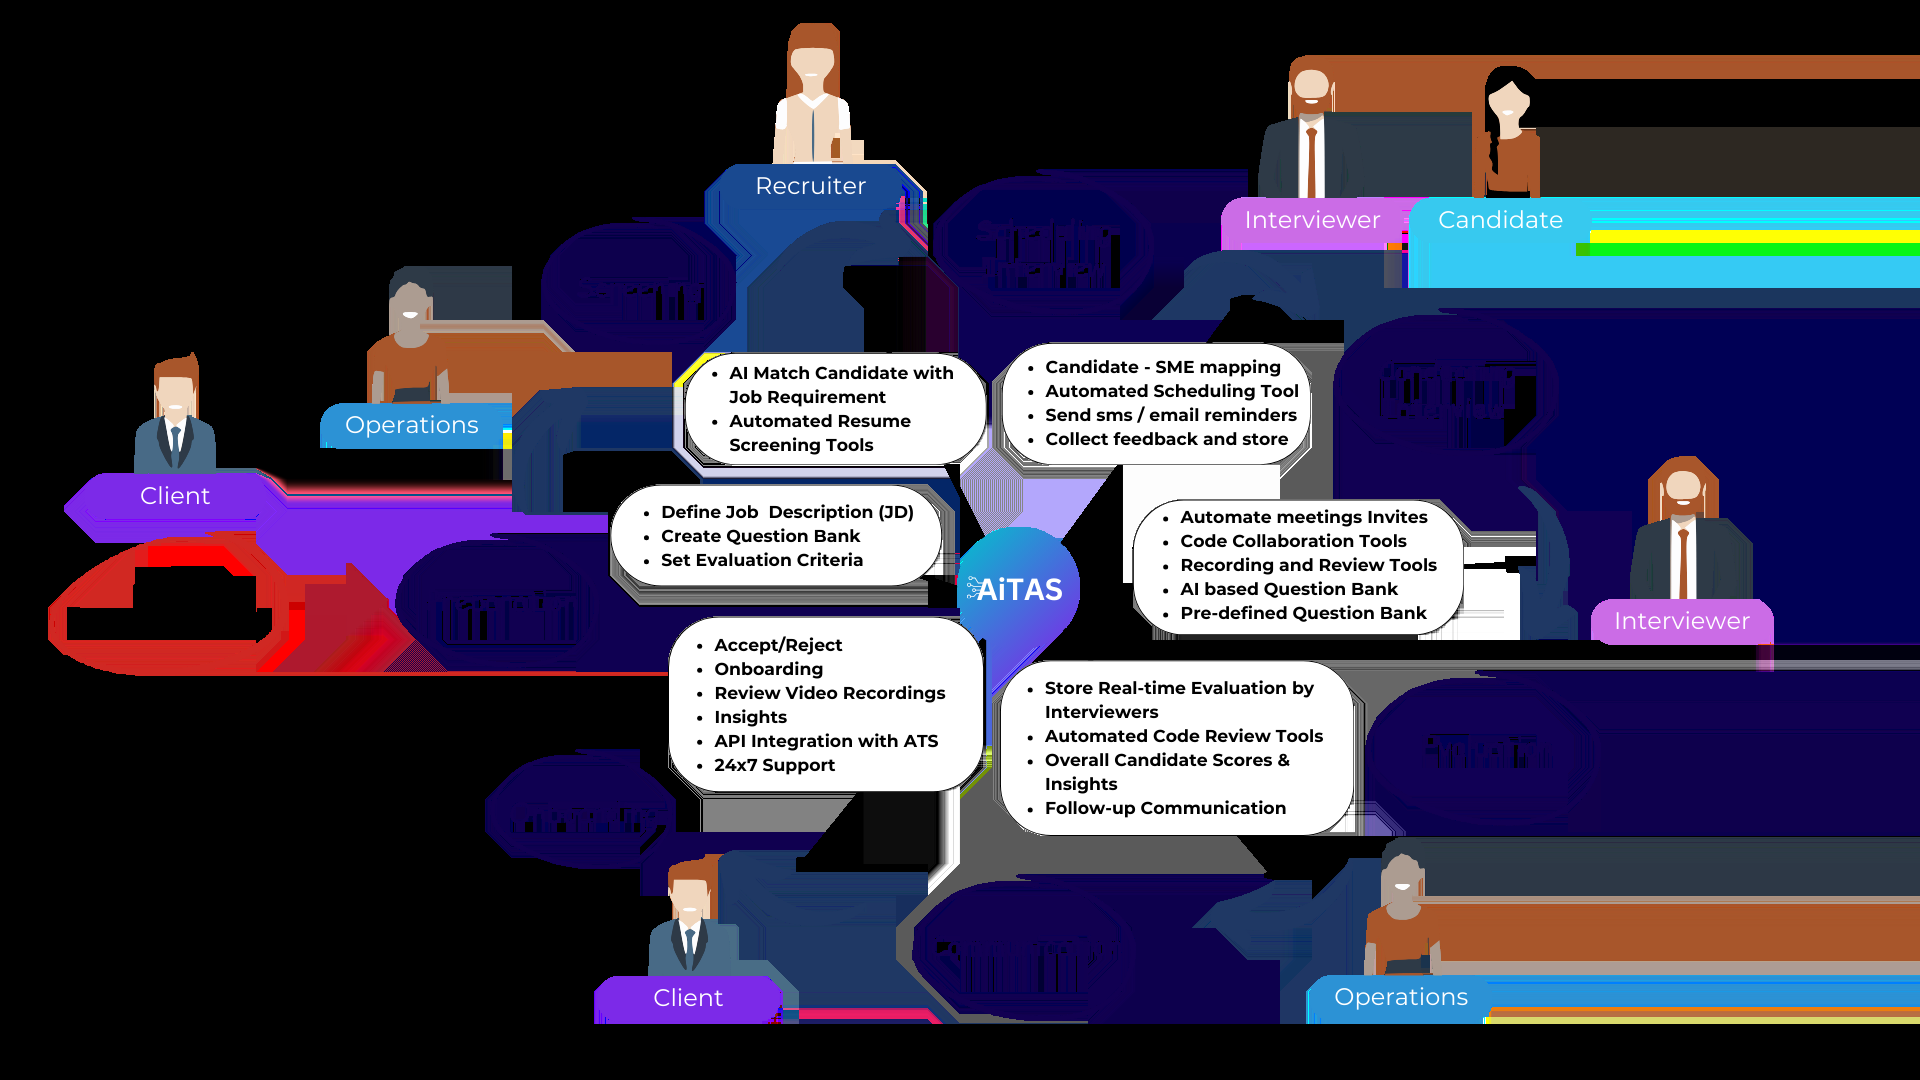 Recruiter
Interviewer
Candidate
Operations
Client
• AI Match Candidate with
Job Requirement
• Automated Resume
Screening Tools
• Candidate - SME mapping
• Automated Scheduling Tool
• Send sms / email reminders
• Collect feedback and store
• Define Job Description (JD)
• Create Question Bank
• Set Evaluation Criteria
• Automate meetings Invites
• Code Collaboration Tools
• Recording and Review Tools
• AI based Question Bank
• Pre-defined Question Bank
AiTAS
Interviewer
• Accept/Reject
• Onboarding
• Review Video Recordings
• Insights
• API Integration with ATS
• 24x7 Support
• Store Real-time Evaluation by
Interviewers
• Automated Code Review Tools
• Overall Candidate Scores &
Insights
• Follow-up Communication
Client
Operations